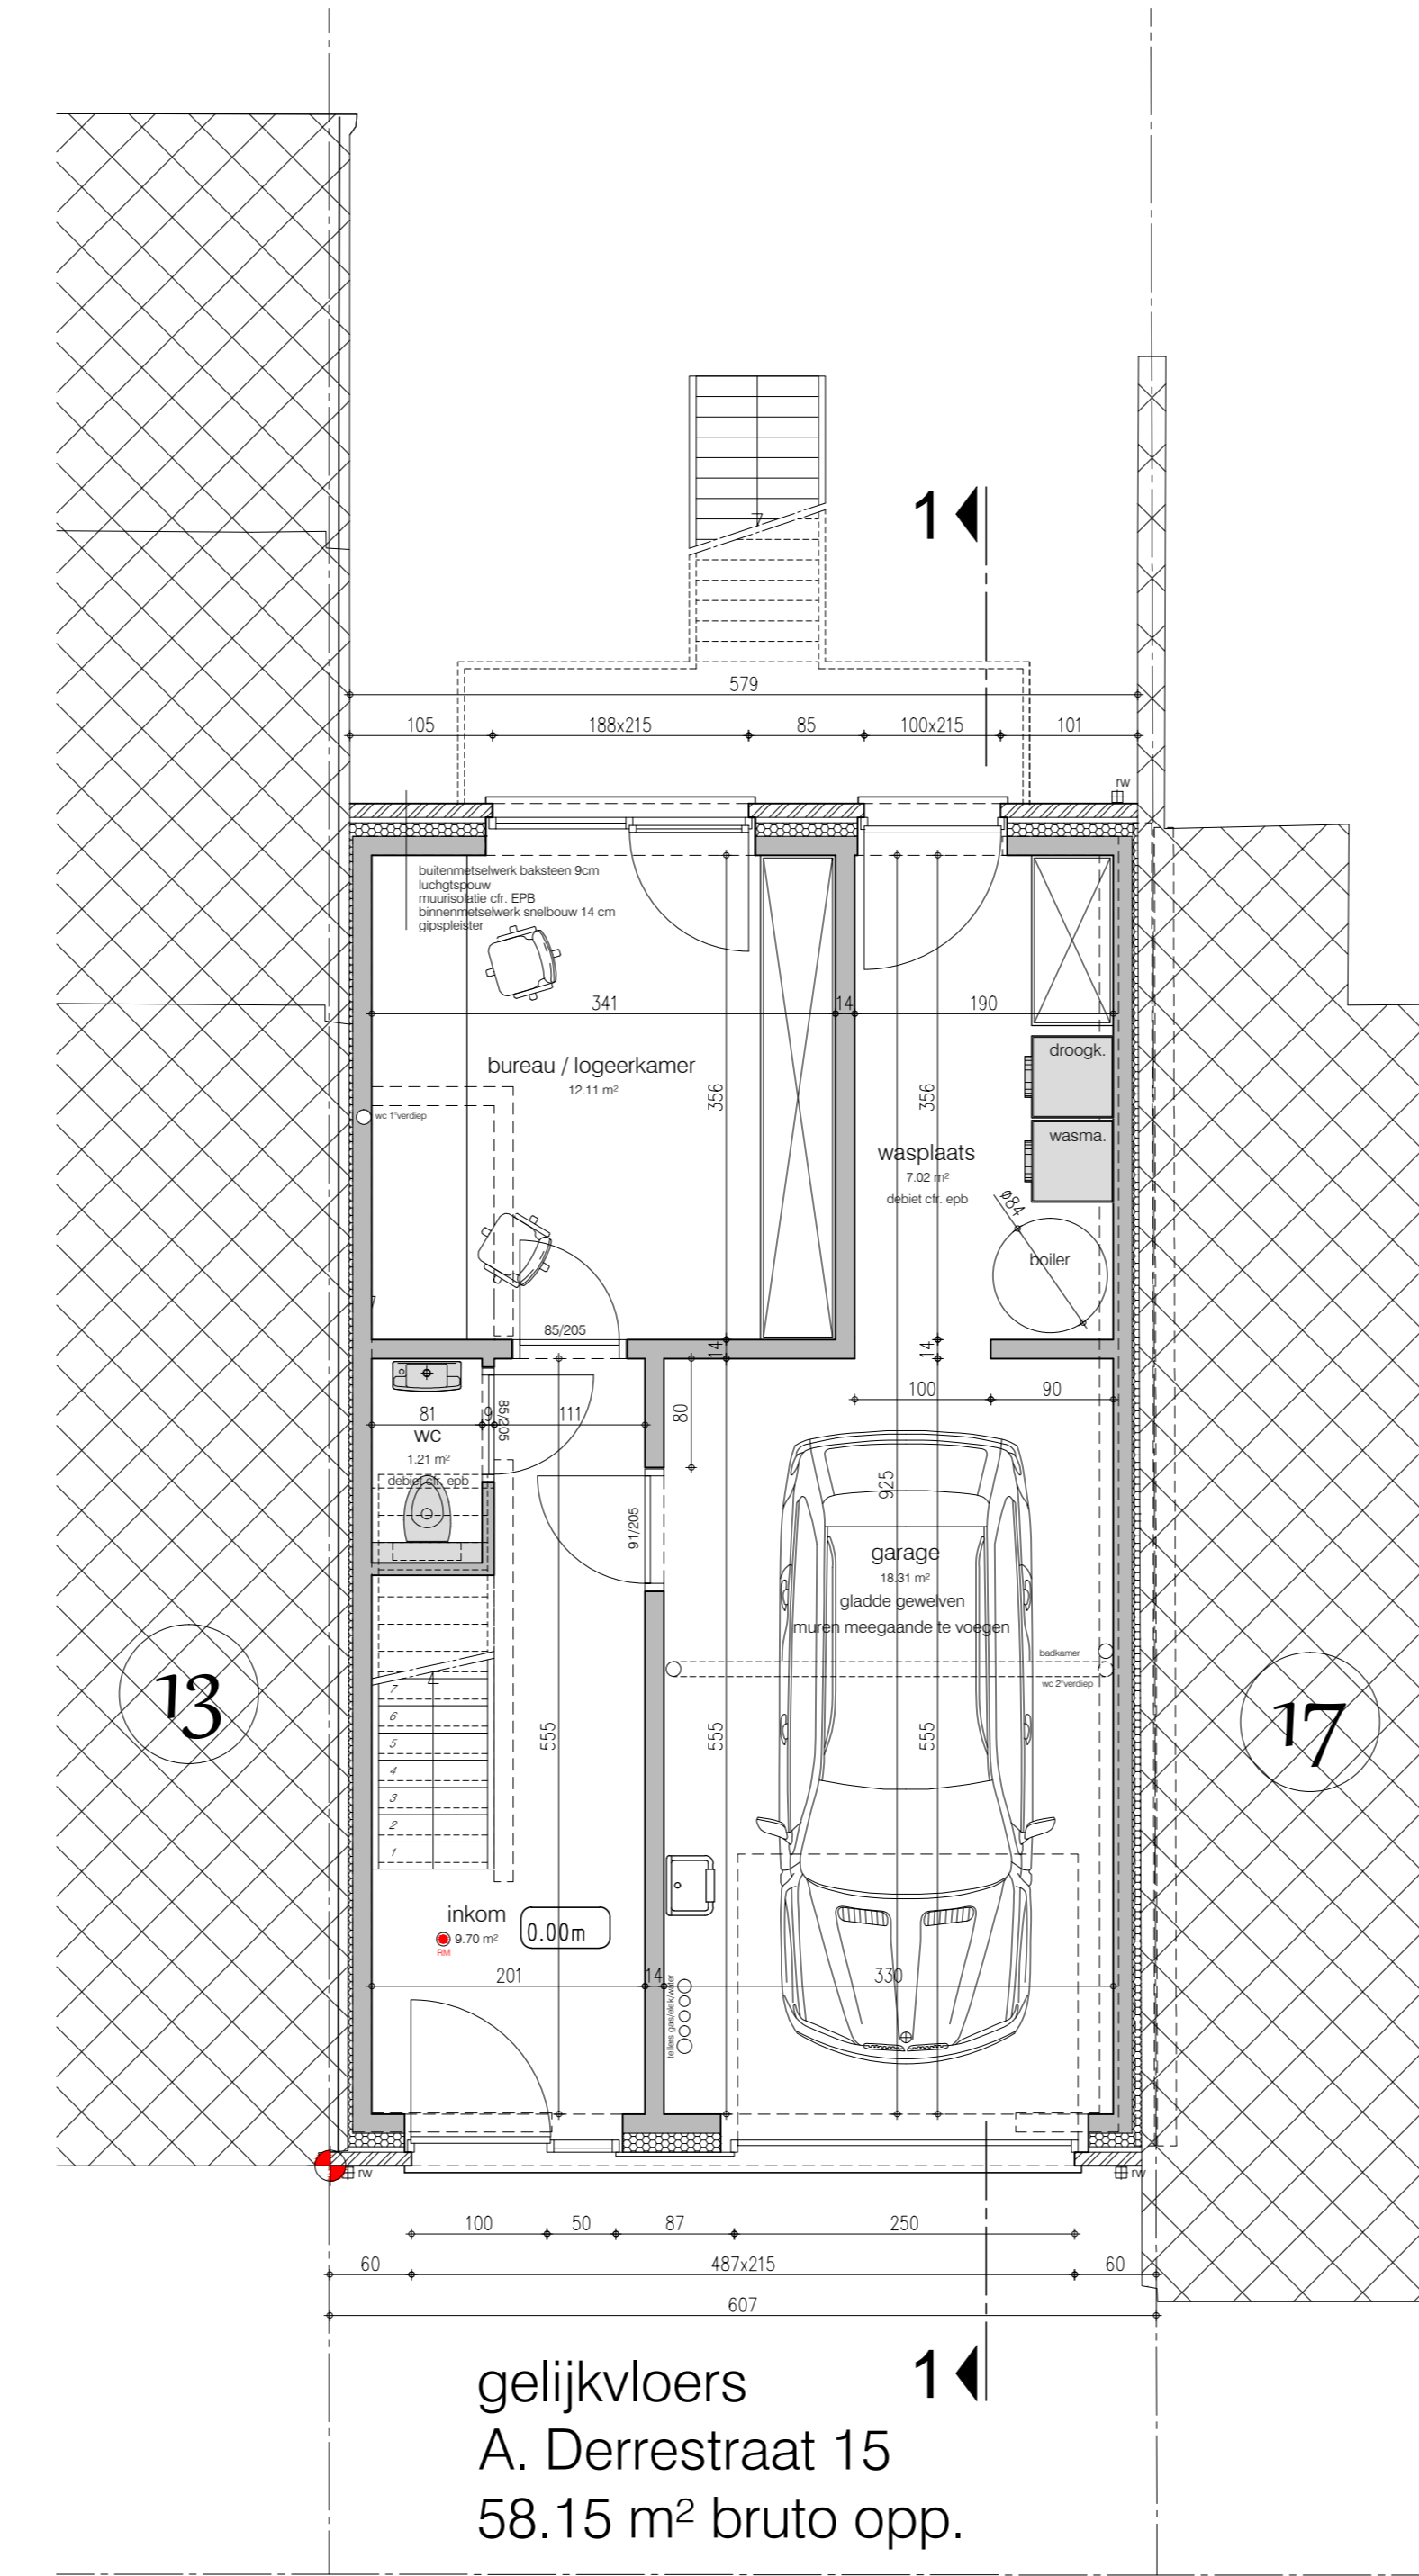 1
579
105 188x215 85 100x215 101
rw
buitenmetselwerk baksteen 9cm
luchgtspouw
muurisolatie cfr. EPB
binnenmetselwerk snelbouw 14 cm
gipspleister
341 14 190
droogk.
bureau / logeerkamer
12.11 m²
356
356
wc 1°verdiep
wasma.
wasplaats
7.02 m²
debiet cfr. epb
ø84
boiler
85/205
14
14
100 90
81 9 111
80
85/205
WC
1.21 m²
debiet cfr. epb
925
91/205
garage
18.31 m²
gladde gewelven
muren meegaande te voegen
badkamer
wc 2°verdiep
13
17
7
6
5
4
3
2
1
555
555
555
inkom
0.00m
9.70 m²
RM
201 14 330
tellers gas/elek/water
rw
rw
100 50 87 250
60 487x215 60
607
1
gelijkvloers
A. Derrestraat 15
58.15 m² bruto opp.